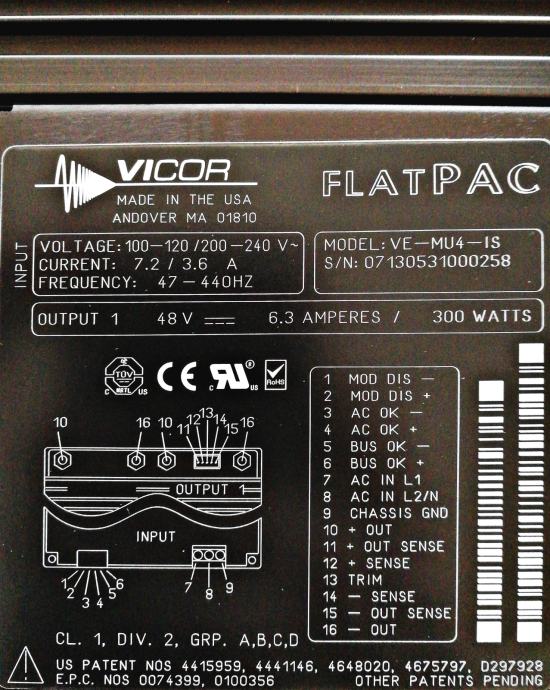 VICOR
FLATPAC
MADE IN THE USA
ANDOVER MA 01810
INPUT
VOLTAGE: 100-120 /200-240 V~
CURRENT: 7.2 / 3.6 A
FREQUENCY: 47 - 440HZ
MODEL: VE-MU4-IS
S/N: 07130531000258
OUTPUT 1 48 V 6.3 AMPERES / 300 WATTS
TÜV
C NRTL US
CE
c RU ® us
RoHS
10 16 10 11 12 13 14 15 16
OUTPUT 1
INPUT
1 2 3 4 5 6 7 8 9
1 MOD DIS -
2 MOD DIS +
3 AC OK -
4 AC OK +
5 BUS OK -
6 BUS OK +
7 AC IN L1
8 AC IN L2/N
9 CHASSIS GND
10 + OUT
11 + OUT SENSE
12 + SENSE
13 TRIM
14 - SENSE
15 - OUT SENSE
16 - OUT
CL. 1, DIV. 2, GRP. A,B,C,D
US PATENT NOS 4415959, 4441146, 4648020, 4675797, D297928
E.P.C. NOS 0074399, 0100356 OTHER PATENTS PENDING